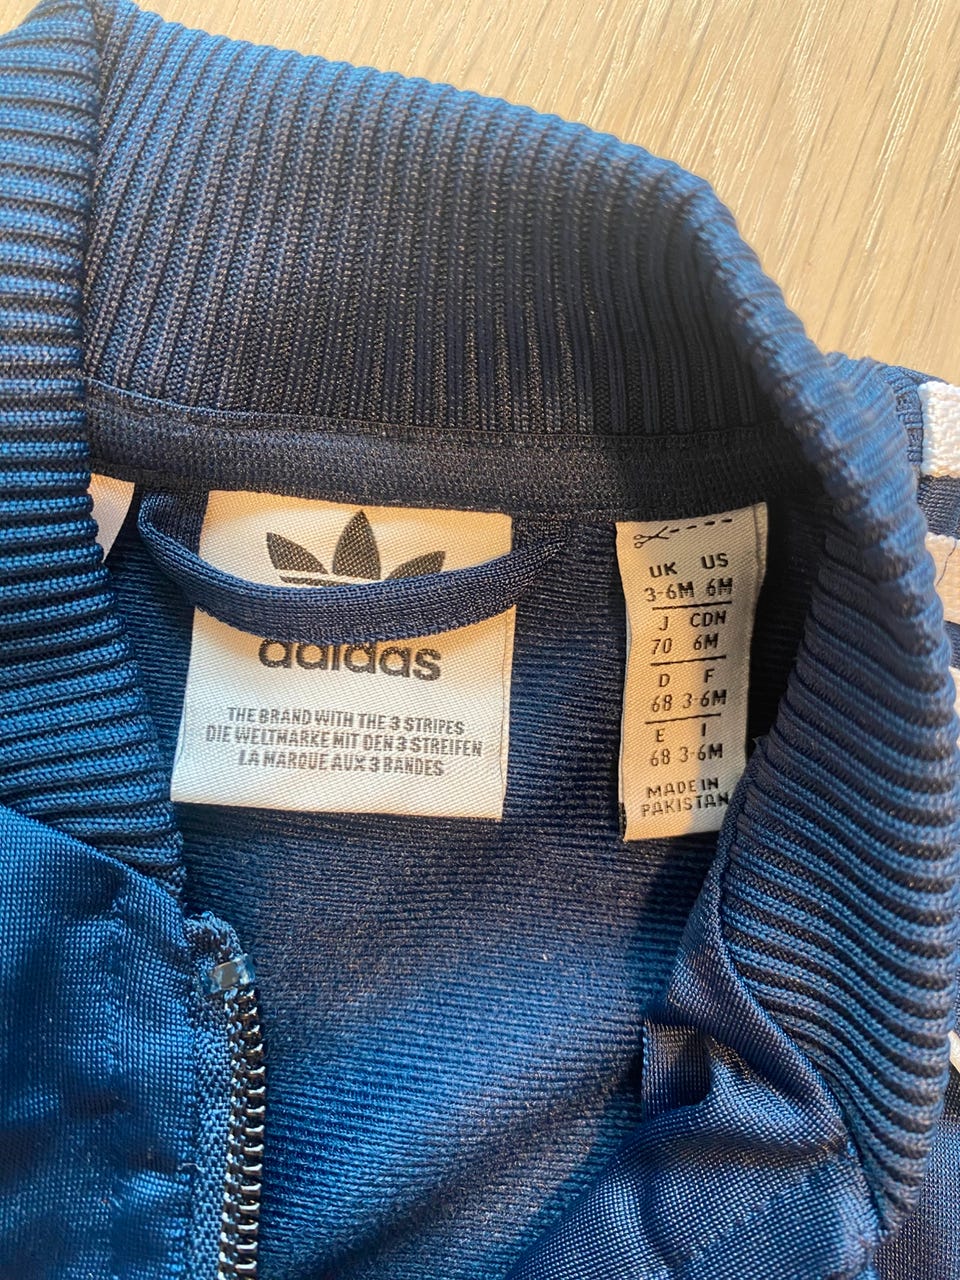 adidas
THE BRAND WITH THE 3 STRIPES
DIE WELTMARKE MIT DEN 3 STREIFEN
LA MARQUE AUX 3 BANDES
UK US
3-6M 6M
J CDN
70 6M
D F
68 3-6M
E I
68 3-6M
MADE IN
PAKISTAN